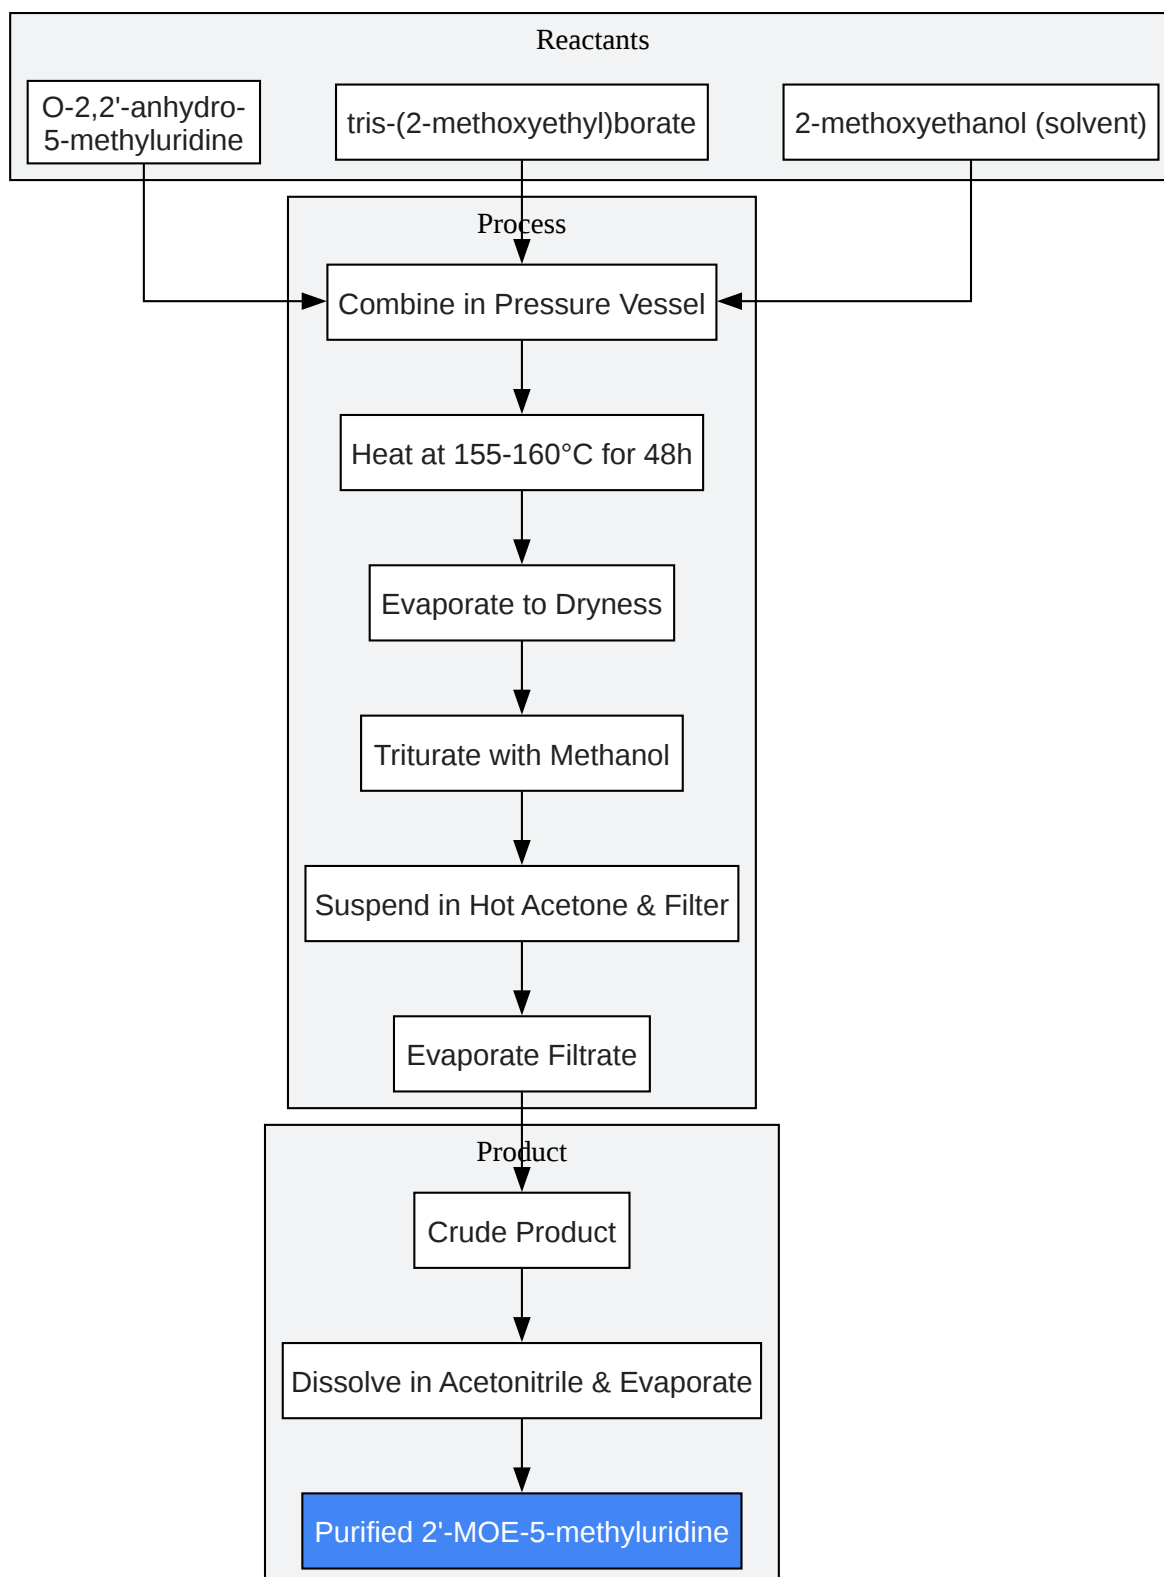 Reactants
O-2,2'-anhydro-
5-methyluridine
tris-(2-methoxyethyl)borate
2-methoxyethanol (solvent)
Process
Combine in Pressure Vessel
Heat at 155-160°C for 48h
Evaporate to Dryness
Triturate with Methanol
Suspend in Hot Acetone & Filter
Evaporate Filtrate
Product
Crude Product
Dissolve in Acetonitrile & Evaporate
Purified 2'-MOE-5-methyluridine